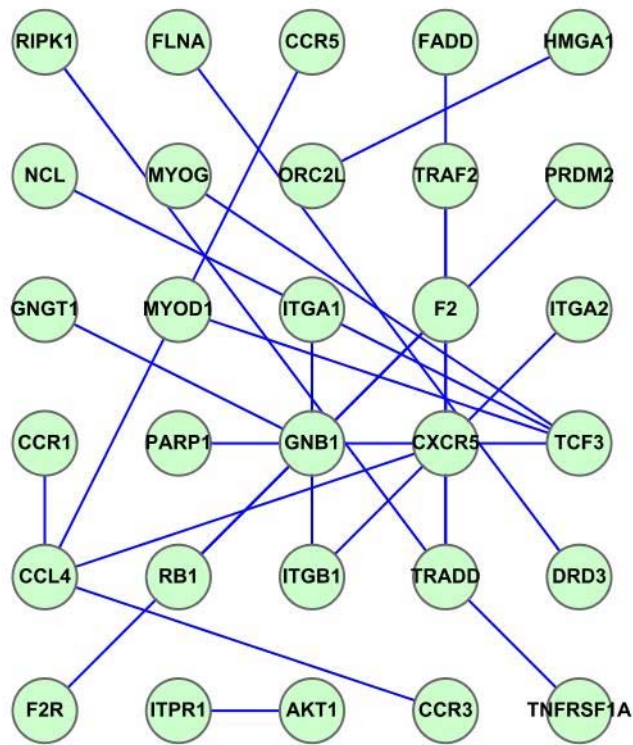 RIPK1 FLNA CCR5 FADD HMGA1
NCL MYOG ORC2L TRAF2 PRDM2
GNGT1 MYOD1 ITGA1 F2 ITGA2
CCR1 PARP1 GNB1 CXCR5 TCF3
CCL4 RB1 ITGB1 TRADD DRD3
F2R ITPR1 AKT1 CCR3 TNFRSF1A